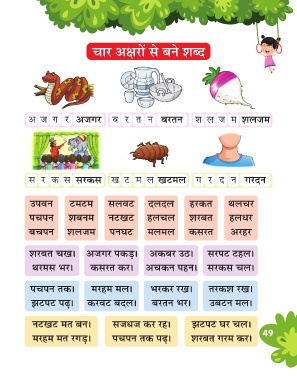 चार अक्षरों से बने शब्द
अ ज ग र अजगर ब र त न बरतन श ल ज म शलजम
स र क स सरकस ख ट म ल खटमल ग र द न गरदन
उपवन टमटम सलवट दलदल हरकत थलचर
पचपन शबनम नटखट हलचल शरबत हलधर
बचपन शलजम पनघट मलमल कसरत अरहर
शरबत चख। अजगर पकड़। अकबर उठ। सरपट टहल।
थरमस भर। कसरत कर। अचकन पहन। सरकस चल।
पचपन तक। मरहम मल। भरकर रख। तरकश रख।
झटपट पढ़। करवट बदल। बरतन भर। उबटन मल।
नटखट मत बन। सजधज कर रह। झटपट घर चल।
मरहम मत रगड़। पचपन तक पढ़। शरबत गरम कर।
49